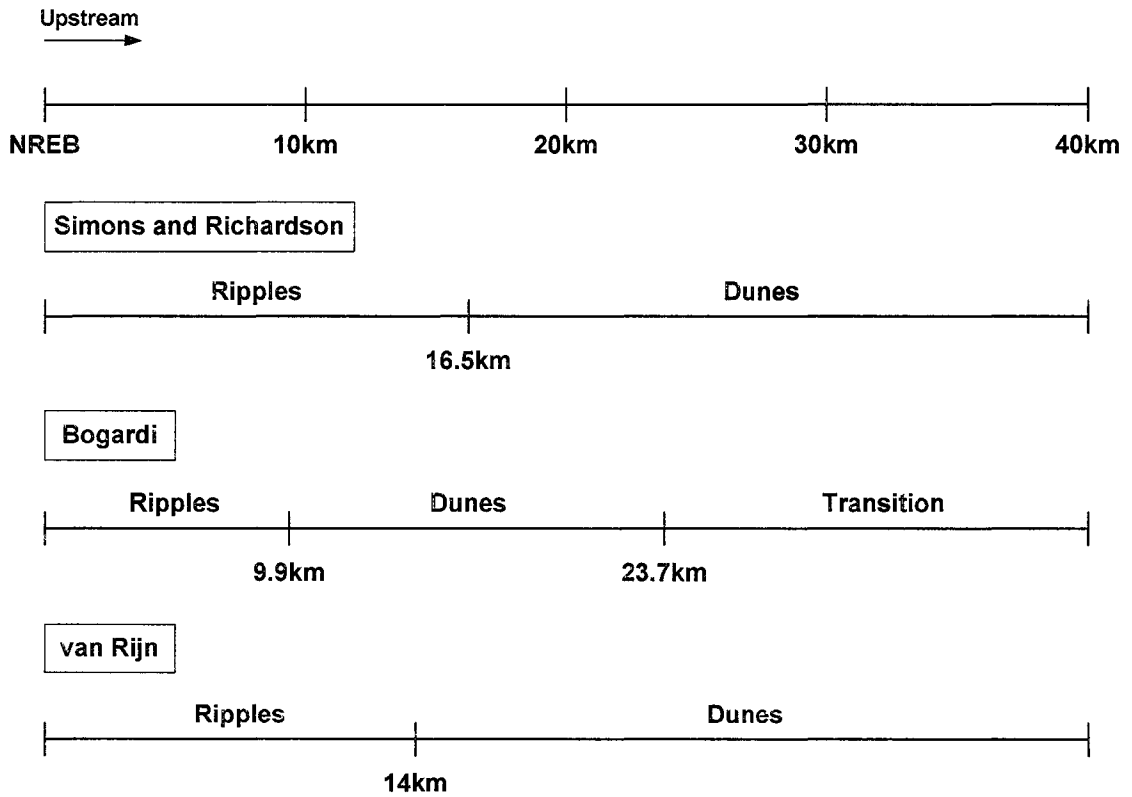 Upstream
NREB 10km 20km 30km 40km
Simons and Richardson
Ripples Dunes
16.5km
Bogardi
Ripples Dunes Transition
9.9km 23.7km
van Rijn
Ripples Dunes
14km